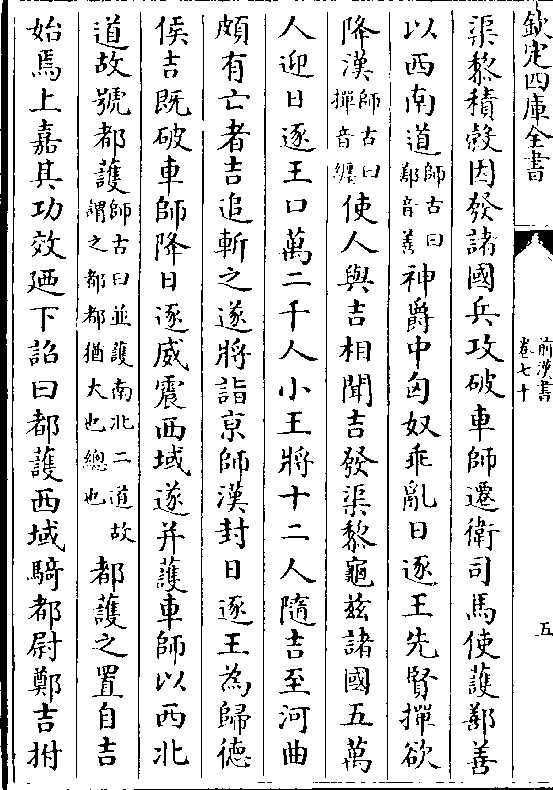 欽定四庫全書
前漢書
卷七十
五
渠黎積穀因發諸國兵攻破車師遷衛司馬使護鄯善
以西南道師古曰鄯音善神爵中匈奴乖亂日逐王先賢撣欲
降漢師古曰撣音纏使人與吉相聞吉發渠黎龜兹諸國五萬
人迎日逐王口萬二千人小王將十二人隨吉至河曲
頗有亡者吉追斬之遂將詣京師漢封日逐王為歸德
侯吉既破車師降日逐威震西域遂并護車師以西北
道故號都護師古曰並護南北二道故謂之都都猶大也總也都護之置自吉
始焉上嘉其功效廼下詔曰都護西域騎都尉鄭吉拊